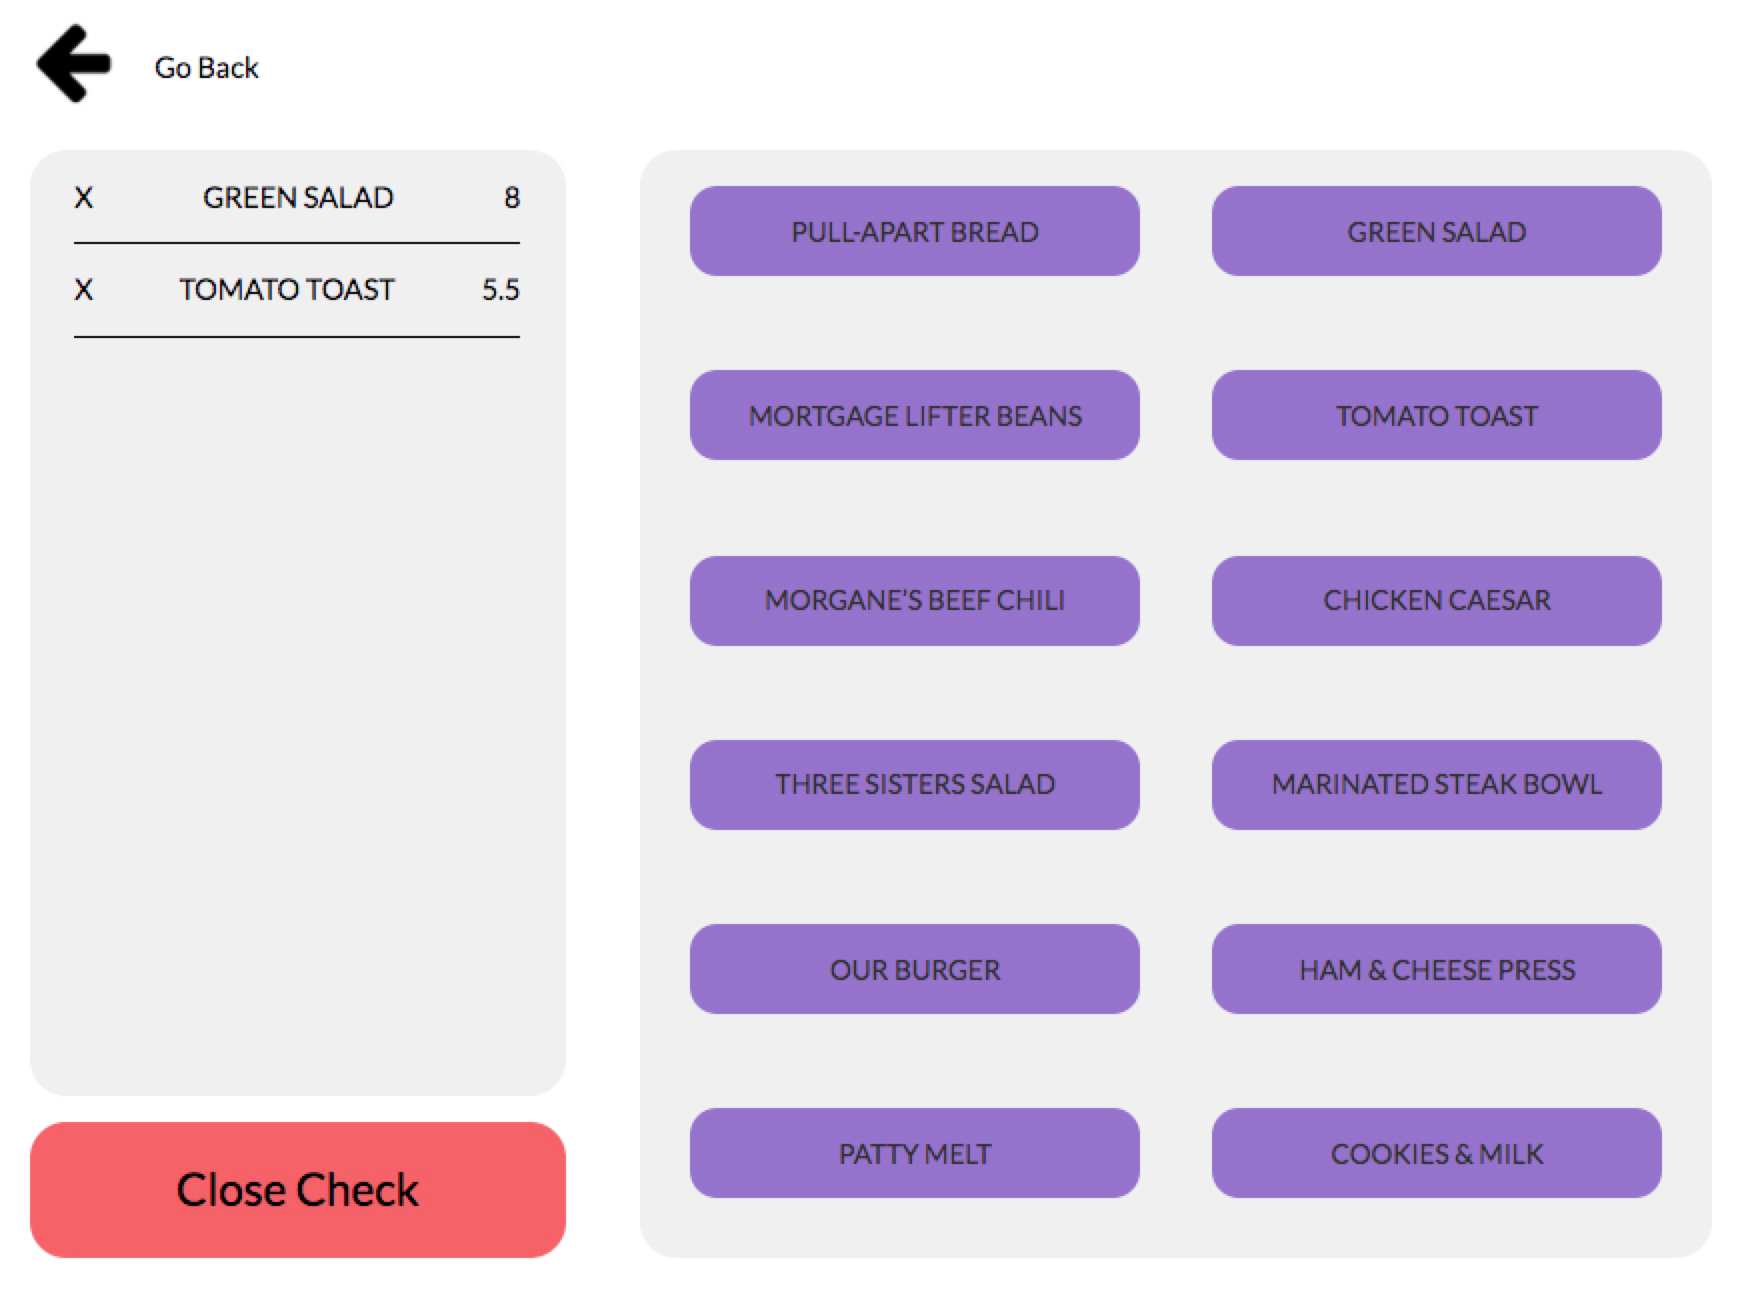 Go Back
X GREEN SALAD 8
X TOMATO TOAST 5.5
Close Check
PULL-APART BREAD
GREEN SALAD
MORTGAGE LIFTER BEANS
TOMATO TOAST
MORGANE'S BEEF CHILI
CHICKEN CAESAR
THREE SISTERS SALAD
MARINATED STEAK BOWL
OUR BURGER
HAM & CHEESE PRESS
PATTY MELT
COOKIES & MILK